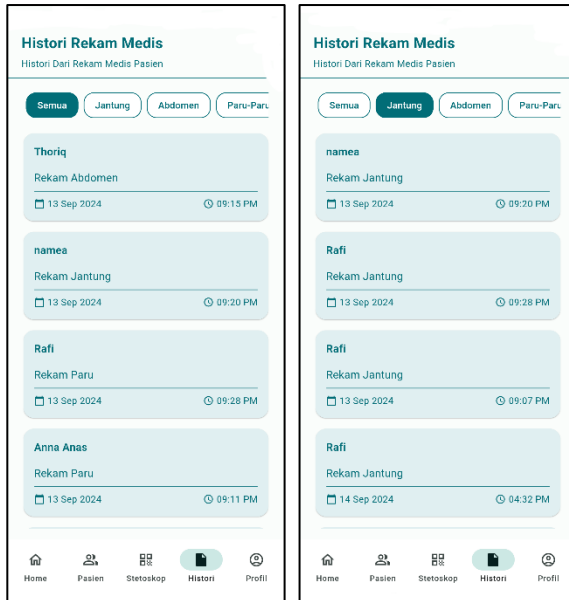 Histori Rekam Medis
Histori Dari Rekam Medis Pasien
Semua Jantung Abdomen Paru-Paru
Thoriq
Rekam Abdomen
13 Sep 2024 09:15 PM
namea
Rekam Jantung
13 Sep 2024 09:20 PM
Rafi
Rekam Paru
13 Sep 2024 09:28 PM
Anna Anas
Rekam Paru
13 Sep 2024 09:11 PM
Home Pasien Stetoskop Histori Profil
Histori Rekam Medis
Histori Dari Rekam Medis Pasien
Semua Jantung Abdomen Paru-Paru
namea
Rekam Jantung
13 Sep 2024 09:20 PM
Rafi
Rekam Jantung
13 Sep 2024 09:28 PM
Rafi
Rekam Jantung
13 Sep 2024 09:07 PM
Rafi
Rekam Jantung
14 Sep 2024 04:32 PM
Home Pasien Stetoskop Histori Profil